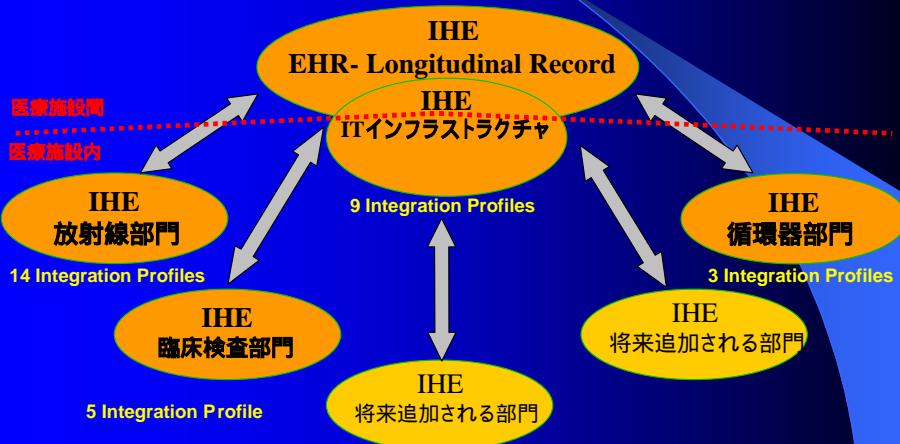 IHE
EHR- Longitudinal Record
IHE
ITインフラストラクチャ
医療施設間
医療施設内
9 Integration Profiles
IHE
放射線部門
14 Integration Profiles
IHE
循環器部門
3 Integration Profiles
IHE
臨床検査部門
5 Integration Profile
IHE
将来追加される部門
IHE
将来追加される部門